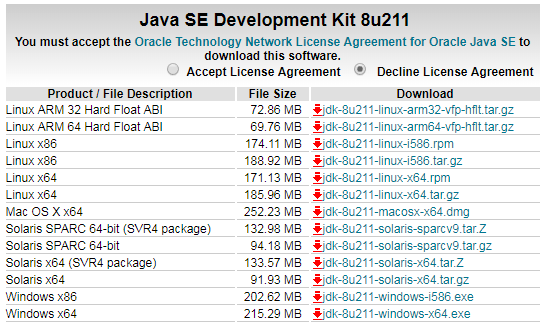 Java SE Development Kit 8u211
You must accept the Oracle Technology Network License Agreement for Oracle Java SE to
download this software.
Accept License Agreement Decline License Agreement
Product / File Description File Size Download
Linux ARM 32 Hard Float ABI 72.86 MB jdk-8u211-linux-arm32-vfp-hflt.tar.gz
Linux ARM 64 Hard Float ABI 69.76 MB jdk-8u211-linux-arm64-vfp-hflt.tar.gz
Linux x86 174.11 MB jdk-8u211-linux-i586.rpm
Linux x86 188.92 MB jdk-8u211-linux-i586.tar.gz
Linux x64 171.13 MB jdk-8u211-linux-x64.rpm
Linux x64 185.96 MB jdk-8u211-linux-x64.tar.gz
Mac OS X x64 252.23 MB jdk-8u211-macosx-x64.dmg
Solaris SPARC 64-bit (SVR4 package) 132.98 MB jdk-8u211-solaris-sparcv9.tar.Z
Solaris SPARC 64-bit 94.18 MB jdk-8u211-solaris-sparcv9.tar.gz
Solaris x64 (SVR4 package) 133.57 MB jdk-8u211-solaris-x64.tar.Z
Solaris x64 91.93 MB jdk-8u211-solaris-x64.tar.gz
Windows x86 202.62 MB jdk-8u211-windows-i586.exe
Windows x64 215.29 MB jdk-8u211-windows-x64.exe